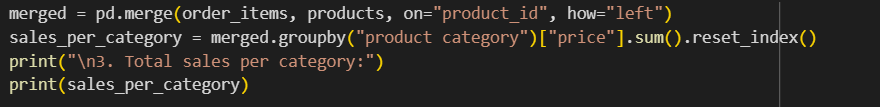 merged = pd.merge(order_items, products, on="product_id", how="left")
sales_per_category = merged.groupby("product category")["price"].sum().reset_index()
print("\n3. Total sales per category:")
print(sales_per_category)